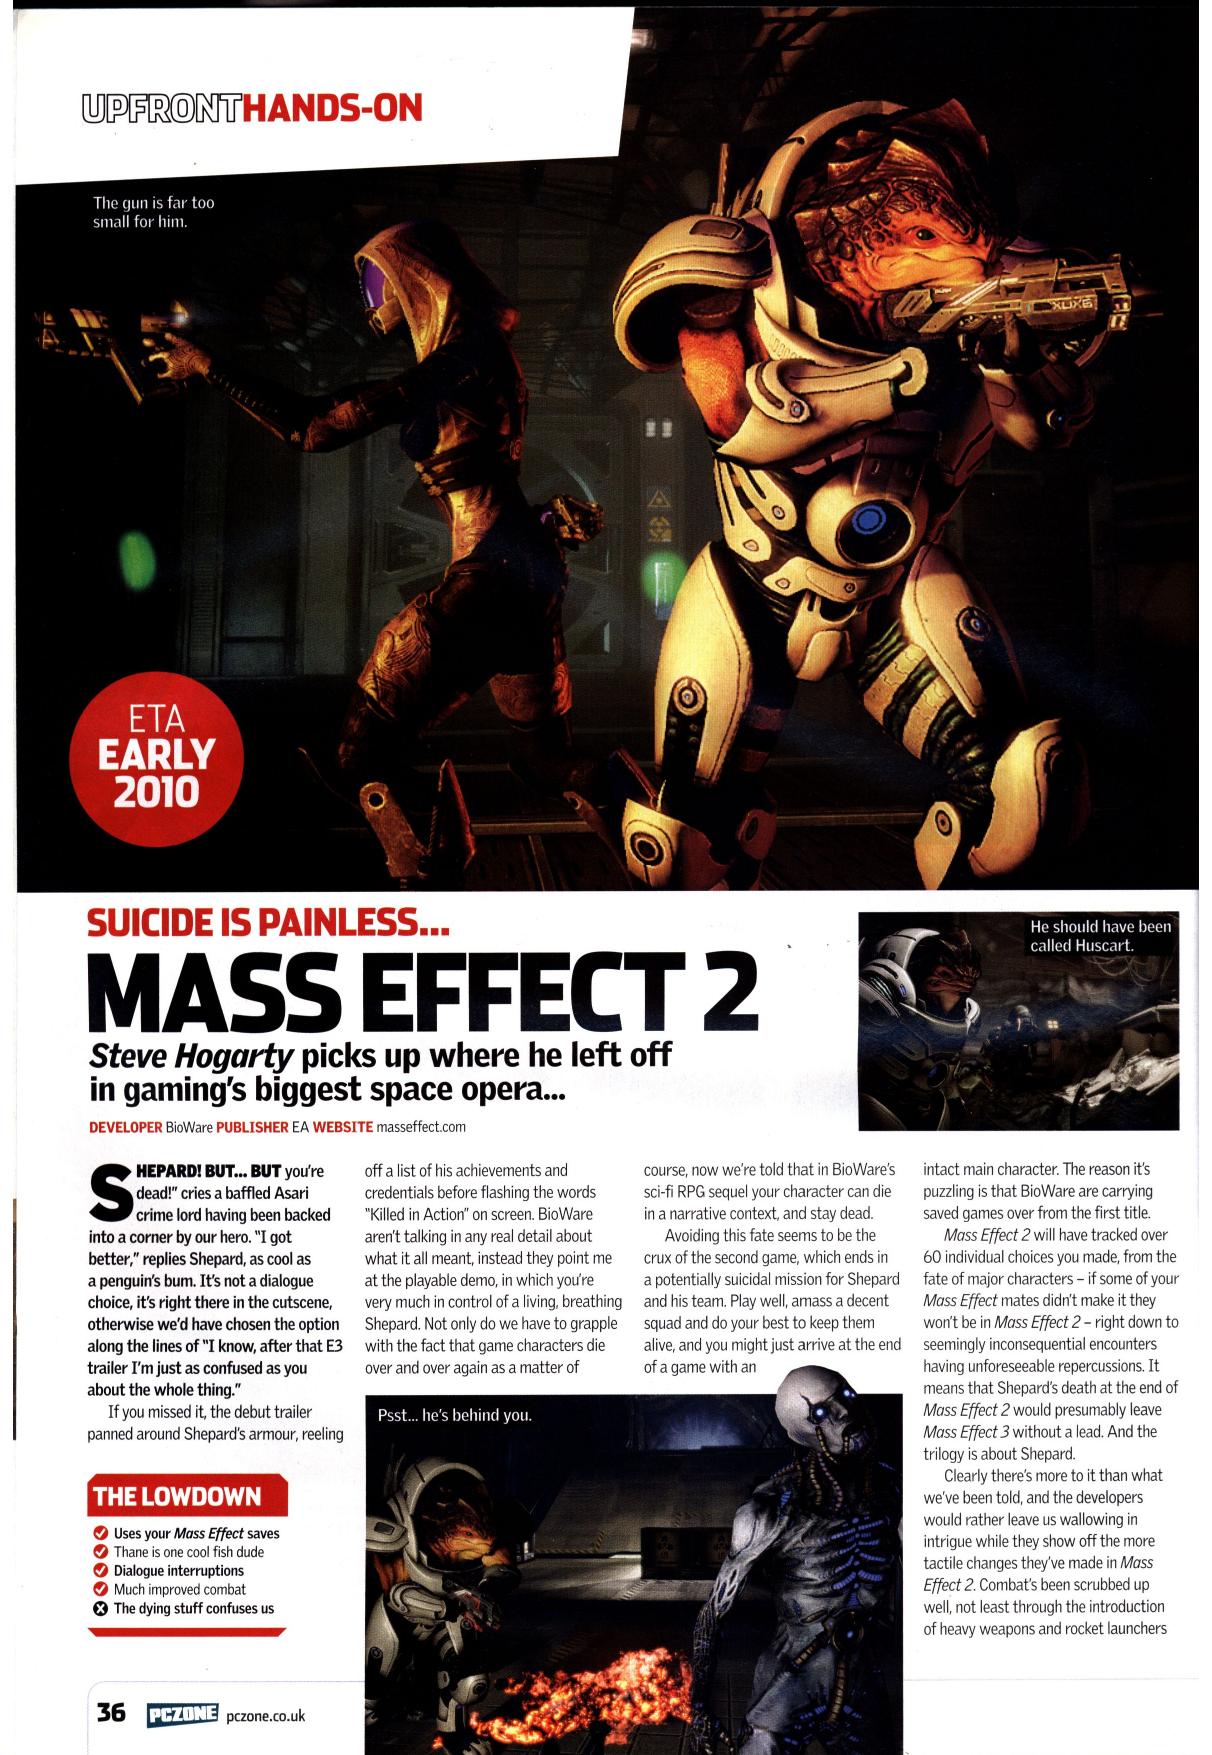 UPFRONTHANDS-ON
The gun is far too
small for him.
XUX6
ETA
EARLY
2010
SUICIDE IS PAINLESS...
MASS EFFECT 2
Steve Hogarty picks up where he left off
in gaming's biggest space opera...
DEVELOPER BioWare PUBLISHER EA WEBSITE masseffect.com
He should have been
called Huscart.
SHEPARD! BUT... BUT you're
dead!" cries a baffled Asari
crime lord having been backed
into a corner by our hero. "I got
better," replies Shepard, as cool as
a penguin's bum. It's not a dialogue
choice, it's right there in the cutscene,
otherwise we'd have chosen the option
along the lines of "I know, after that E3
trailer I'm just as confused as you
about the whole thing."
If you missed it, the debut trailer
panned around Shepard's armour, reeling
off a list of his achievements and
credentials before flashing the words
"Killed in Action" on screen. BioWare
aren't talking in any real detail about
what it all meant, instead they point me
at the playable demo, in which you're
very much in control of a living, breathing
Shepard. Not only do we have to grapple
with the fact that game characters die
over and over again as a matter of
course, now we're told that in BioWare's
sci-fi RPG sequel your character can die
in a narrative context, and stay dead.
Avoiding this fate seems to be the
crux of the second game, which ends in
a potentially suicidal mission for Shepard
and his team. Play well, amass a decent
squad and do your best to keep them
alive, and you might just arrive at the end
of a game with an
intact main character. The reason it's
puzzling is that BioWare are carrying
saved games over from the first title.
Mass Effect 2 will have tracked over
60 individual choices you made, from the
fate of major characters – if some of your
Mass Effect mates didn't make it they
won't be in Mass Effect 2 – right down to
seemingly inconsequential encounters
having unforeseeable repercussions. It
means that Shepard's death at the end of
Mass Effect 2 would presumably leave
Mass Effect 3 without a lead. And the
trilogy is about Shepard.
Clearly there's more to it than what
we've been told, and the developers
would rather leave us wallowing in
intrigue while they show off the more
tactile changes they've made in Mass
Effect 2. Combat's been scrubbed up
well, not least through the introduction
of heavy weapons and rocket launchers
Psst... he's behind you.
THE LOWDOWN
Uses your Mass Effect saves
Thane is one cool fish dude
Dialogue interruptions
Much improved combat
The dying stuff confuses us
36 PCZONE pczone.co.uk